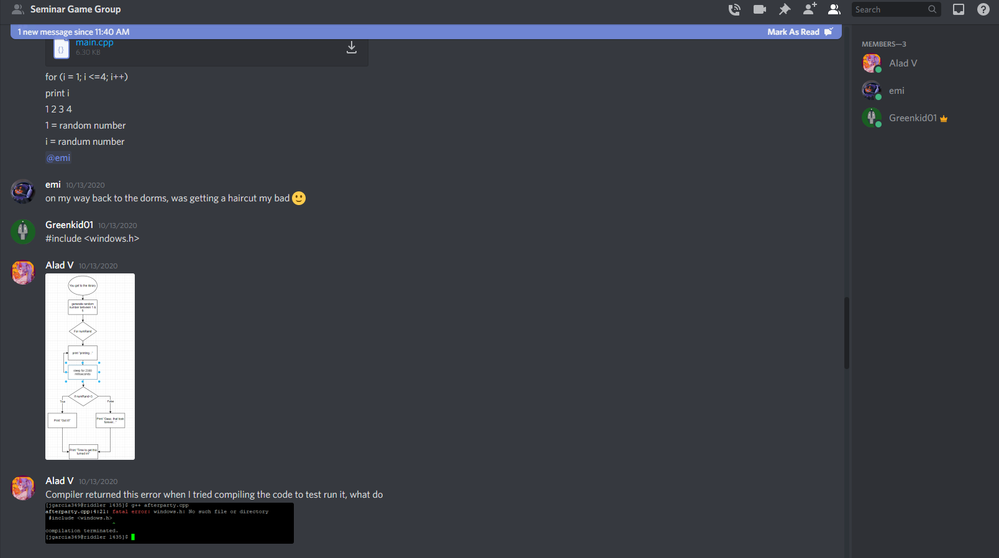 Seminar Game Group
Search
1 new message since 11:40 AM
Mark As Read
main.cpp
6.30 KB
for (i = 1; i <=4; i++)
print i
1 2 3 4
1 = random number
i = randum number
@emi
emi 10/13/2020
on my way back to the dorms, was getting a haircut my bad
Greenkid01 10/13/2020
#include <windows.h>
Alad V 10/13/2020
You got to the library
generate random
number between 1 &
5
For numRand
print "printing..."
sleep for 2300
milliseconds
If numRand<3
True
False
Print "Got it!"
Print "Geez, that took
forever..."
Print "Time to get this
turned in!"
Alad V 10/13/2020
Compiler returned this error when I tried compiling the code to test run it, what do
[jgarcia349@riddler 1435]$ g++ afterparty.cpp
afterparty.cpp:4:21: fatal error: windows.h: No such file or directory
#include <windows.h>
^
compilation terminated.
[jgarcia349@riddler 1435]$
MEMBERS—3
Alad V
emi
Greenkid01